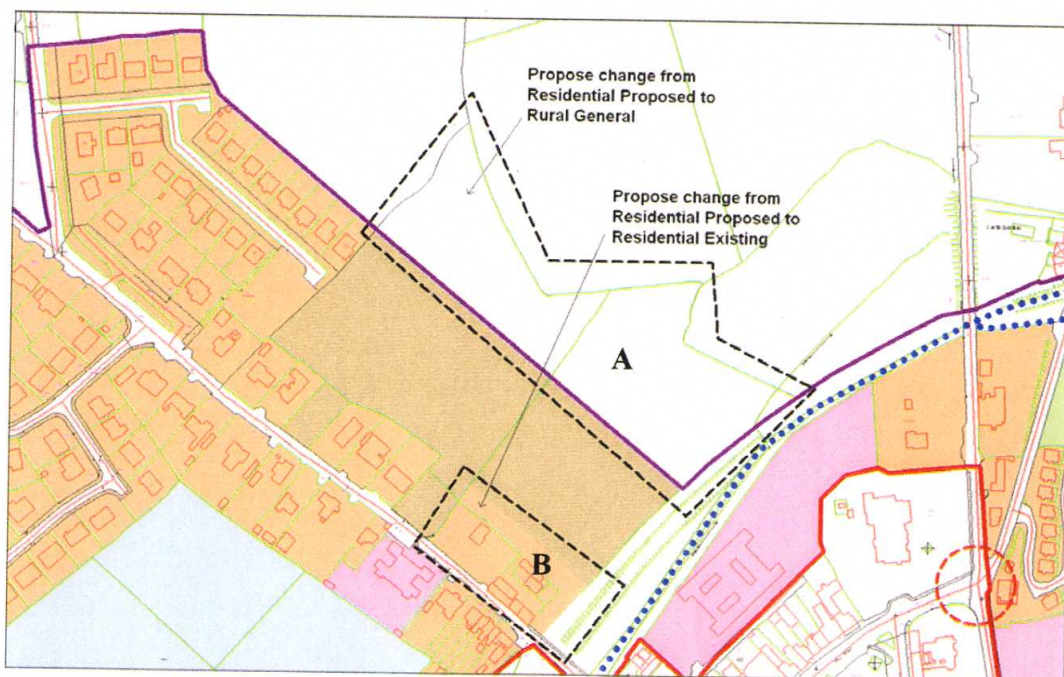 Propose change from
Residential Proposed to
Rural General
Propose change from
Residential Proposed to
Residential Existing
A
B